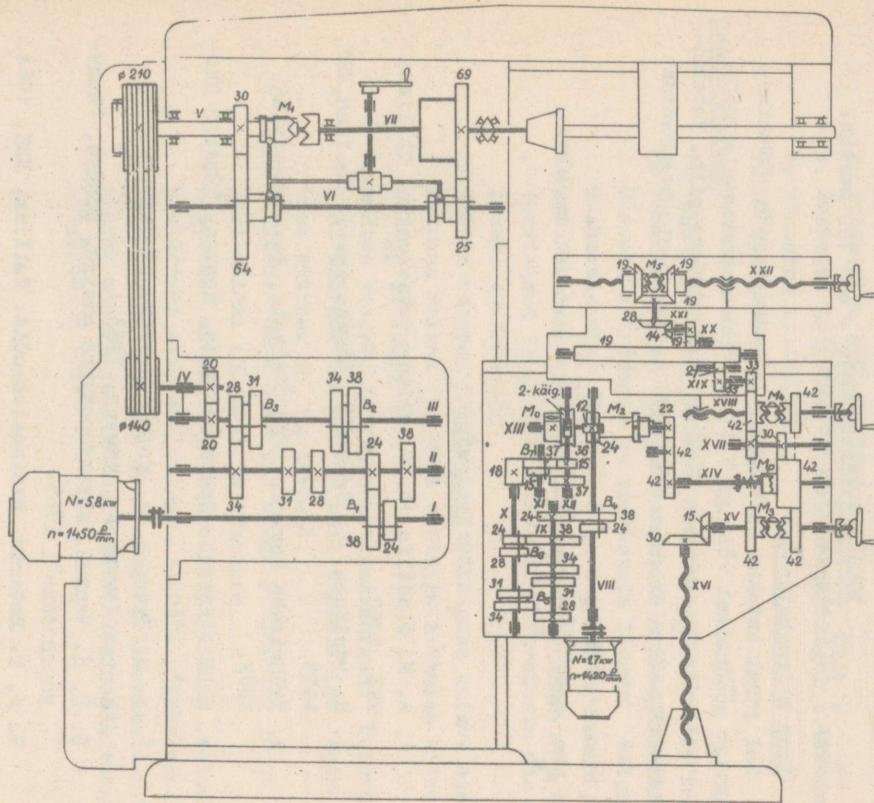 ø 210
V
30
M₁
VII
69
VI
64
25
19
M₅
19
XXII
19
28
XXI
14
19
XX
19
XIX
33
XVIII
M₄
42
IV
20
28
31
B₃
34
38
B₂
III
ø140
20
24
38
II
31
28
34
B₁
38
24
I
N=5.8kw
n=1450 p/min
2-käig.
M₀
XIII
12
M₂
24
22
42
XVII
30
42
XIV
M₀
42
B₇
37
36
15
18
15
37
XI
XII
B₄
X
24
IX
38
38
24
24
28
B₆
34
31
31
34
B₅
28
VIII
42
15
XV
M₃
30
42
42
XVI
N=1.7kw
n=1420 p/min